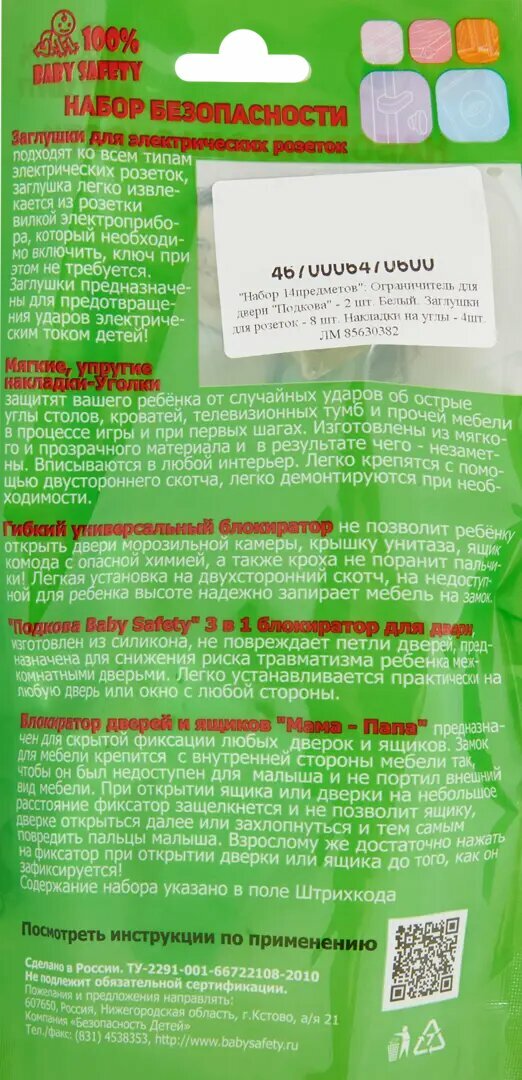 100%
BABY SAFETY
НАБОР БЕЗОПАСНОСТИ
Заглушки для электрических розеток
подходят ко всем типам
электрических розеток,
заглушка легко извле-
кается из розетки
вилкой электроприбо-
ра, который необходи-
мо включить, ключ при
этом не требуется.
Заглушки предназначе-
ны для предотвраще-
ния ударов электричес-
ким током детей!
4670006470600
"Набор 14предметов": Ограничитель для
двери "Подкова" - 2 шт. Белый. Заглушки
для розеток - 8 шт. Накладки на углы - 4шт.
ЛМ 85630382
Мягкие, упругие
накладки-Уголки
защитят вашего ребёнка от случайных ударов об острые
углы столов, кроватей, телевизионных тумб и прочей мебели
в процессе игры и при первых шагах. Изготовлены из мягко-
го и прозрачного материала и в результате чего - незамет-
ны. Вписываются в любой интерьер. Легко крепятся с помо-
щью двустороннего скотча, легко демонтируются при необ-
ходимости.
Гибкий универсальный блокиратор не позволит ребёнку
открыть двери морозильной камеры, крышку унитаза, ящик
комода с опасной химией, а также кроха не поранит пальчи-
ки! Легкая установка на двухсторонний скотч, на недоступ-
ной для ребенка высоте надежно запирает мебель на замок.
"Подкова Baby Safety" 3 в 1 блокиратор для двери
изготовлен из силикона, не повреждает петли дверей, пред-
назначена для снижения риска травматизма ребенка меж-
комнатными дверьми. Легко устанавливается практически на
любую дверь или окно с любой стороны.
Блокиратор дверей и ящиков "Мама - Папа" предназна-
чен для скрытой фиксации любых дверок и ящиков. Замок
для мебели крепится с внутренней стороны мебели так,
чтобы он был недоступен для малыша и не портил внешний
вид мебели. При открытии ящика или дверки на небольшое
расстояние фиксатор защелкнется и не позволит ящику,
дверке открыться далее или захлопнуться и тем самым
повредить пальцы малыша. Взрослому же достаточно нажать
на фиксатор при открытии дверки или ящика до того, как он
зафиксируется!
Содержание набора указано в поле Штрихкода
Посмотреть инструкции по применению
Сделано в России. ТУ-2291-001-66722108-2010
Не подлежит обязательной сертификации.
Пожелания и предложения направлять:
607650, Россия, Нижегородская область, г.Кстово, а/я 21
Компания «Безопасность Детей»
Тел./факс: (831) 4538353, http://www.babysafety.ru